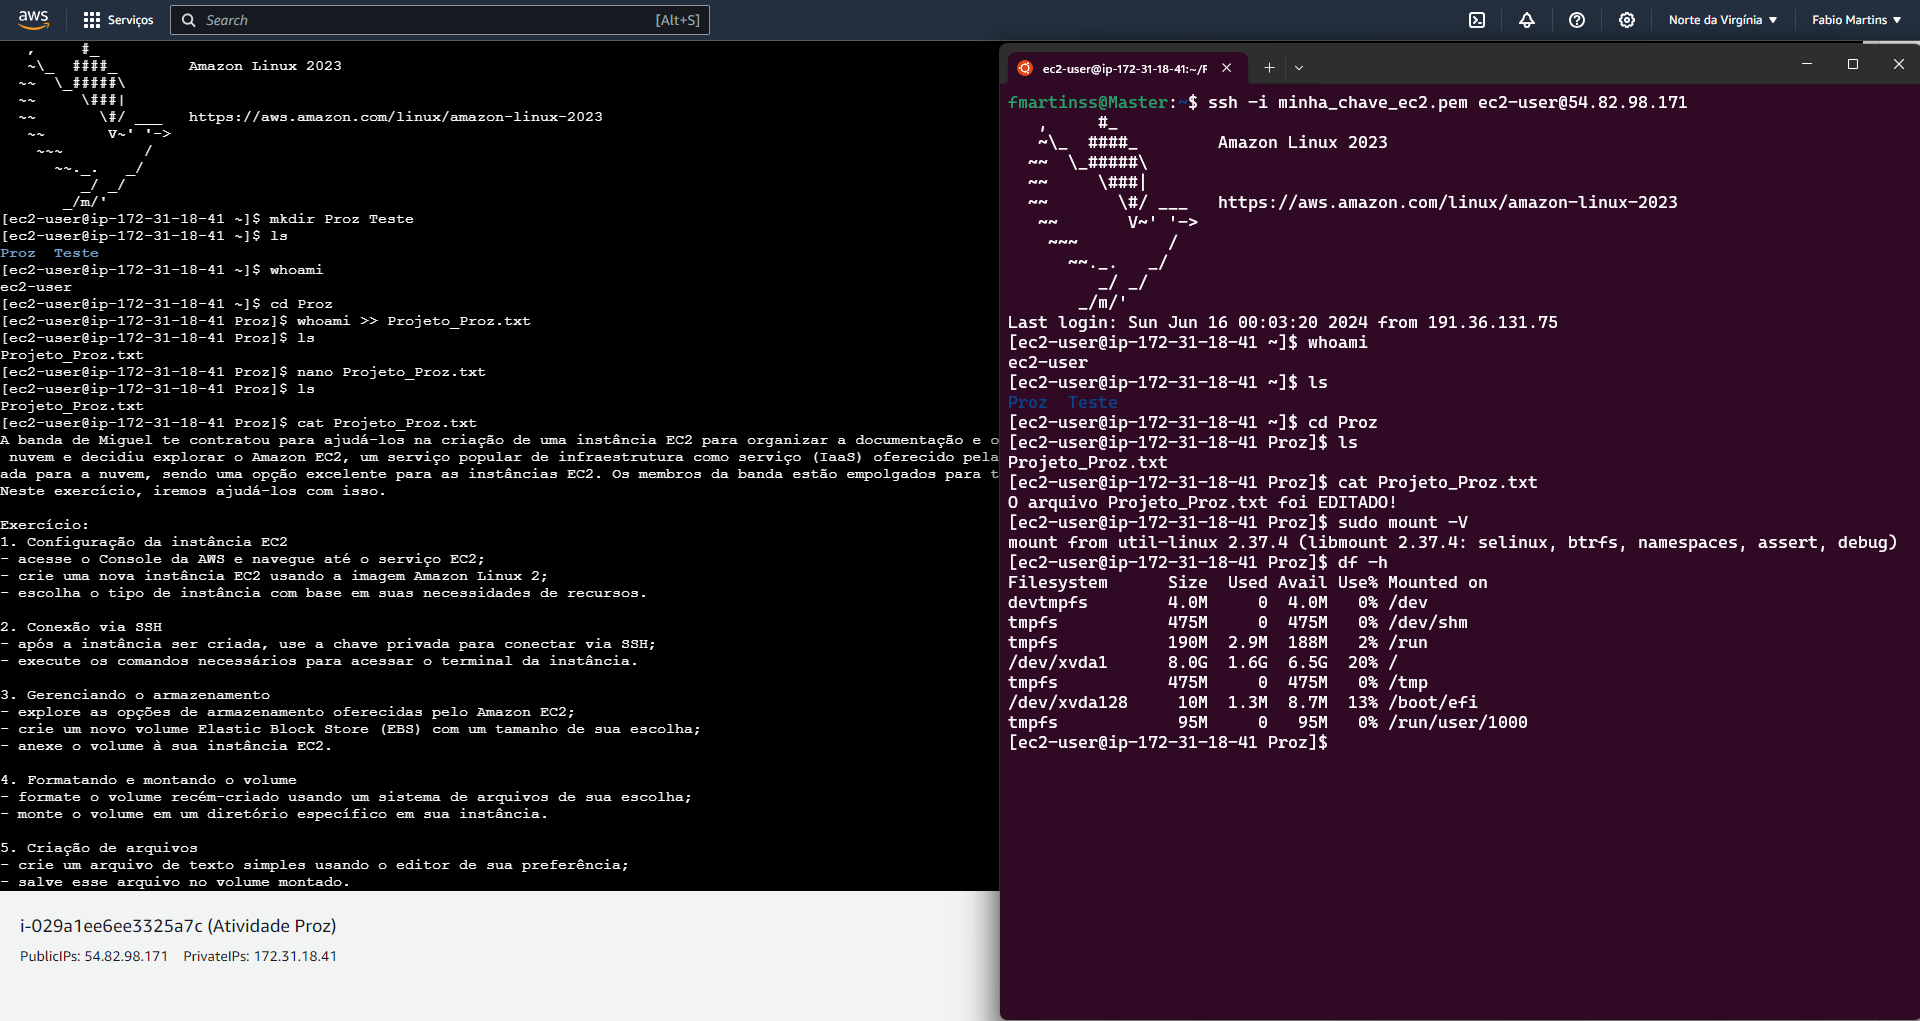 aws Serviços Search [Alt+S] Norte da Virgínia Fabio Martins
,     #_
~\_  ####_        Amazon Linux 2023
~~  \_#####\
~~     \###|
~~       \#/ ___   https://aws.amazon.com/linux/amazon-linux-2023
~~       V~' '->
~~~         /
~~._.   _/
_/ _/
_/m/'
[ec2-user@ip-172-31-18-41 ~]$ mkdir Proz Teste
[ec2-user@ip-172-31-18-41 ~]$ ls
Proz  Teste
[ec2-user@ip-172-31-18-41 ~]$ whoami
ec2-user
[ec2-user@ip-172-31-18-41 ~]$ cd Proz
[ec2-user@ip-172-31-18-41 Proz]$ whoami >> Projeto_Proz.txt
[ec2-user@ip-172-31-18-41 Proz]$ ls
Projeto_Proz.txt
[ec2-user@ip-172-31-18-41 Proz]$ nano Projeto_Proz.txt
[ec2-user@ip-172-31-18-41 Proz]$ ls
Projeto_Proz.txt
[ec2-user@ip-172-31-18-41 Proz]$ cat Projeto_Proz.txt
A banda de Miguel te contratou para ajudá-los na criação de uma instância EC2 para organizar a documentação e o
nuvem e decidiu explorar o Amazon EC2, um serviço popular de infraestrutura como serviço (IaaS) oferecido pela
ada para a nuvem, sendo uma opção excelente para as instâncias EC2. Os membros da banda estão empolgados para t
Neste exercício, iremos ajudá-los com isso.
Exercício:
1. Configuração da instância EC2
- acesse o Console da AWS e navegue até o serviço EC2;
- crie uma nova instância EC2 usando a imagem Amazon Linux 2;
- escolha o tipo de instância com base em suas necessidades de recursos.
2. Conexão via SSH
- após a instância ser criada, use a chave privada para conectar via SSH;
- execute os comandos necessários para acessar o terminal da instância.
3. Gerenciando o armazenamento
- explore as opções de armazenamento oferecidas pelo Amazon EC2;
- crie um novo volume Elastic Block Store (EBS) com um tamanho de sua escolha;
- anexe o volume à sua instância EC2.
4. Formatando e montando o volume
- formate o volume recém-criado usando um sistema de arquivos de sua escolha;
- monte o volume em um diretório específico em sua instância.
5. Criação de arquivos
- crie um arquivo de texto simples usando o editor de sua preferência;
- salve esse arquivo no volume montado.
i-029a1ee6ee3325a7c (Atividade Proz)
PublicIPs: 54.82.98.171 PrivateIPs: 172.31.18.41
ec2-user@ip-172-31-18-41:~/F
fmartinss@Master:~$ ssh -i minha_chave_ec2.pem ec2-user@54.82.98.171
,     #_
~\_  ####_        Amazon Linux 2023
~~  \_#####\
~~     \###|
~~       \#/ ___   https://aws.amazon.com/linux/amazon-linux-2023
~~       V~' '->
~~~         /
~~._.   _/
_/ _/
_/m/'
Last login: Sun Jun 16 00:03:20 2024 from 191.36.131.75
[ec2-user@ip-172-31-18-41 ~]$ whoami
ec2-user
[ec2-user@ip-172-31-18-41 ~]$ ls
Proz  Teste
[ec2-user@ip-172-31-18-41 ~]$ cd Proz
[ec2-user@ip-172-31-18-41 Proz]$ ls
Projeto_Proz.txt
[ec2-user@ip-172-31-18-41 Proz]$ cat Projeto_Proz.txt
O arquivo Projeto_Proz.txt foi EDITADO!
[ec2-user@ip-172-31-18-41 Proz]$ sudo mount -V
mount from util-linux 2.37.4 (libmount 2.37.4: selinux, btrfs, namespaces, assert, debug)
[ec2-user@ip-172-31-18-41 Proz]$ df -h
Filesystem      Size  Used Avail Use% Mounted on
devtmpfs        4.0M     0  4.0M   0% /dev
tmpfs           475M     0  475M   0% /dev/shm
tmpfs           190M  2.9M  188M   2% /run
/dev/xvda1      8.0G  1.6G  6.5G  20% /
tmpfs           475M     0  475M   0% /tmp
/dev/xvda128     10M  1.3M  8.7M  13% /boot/efi
tmpfs            95M     0   95M   0% /run/user/1000
[ec2-user@ip-172-31-18-41 Proz]$